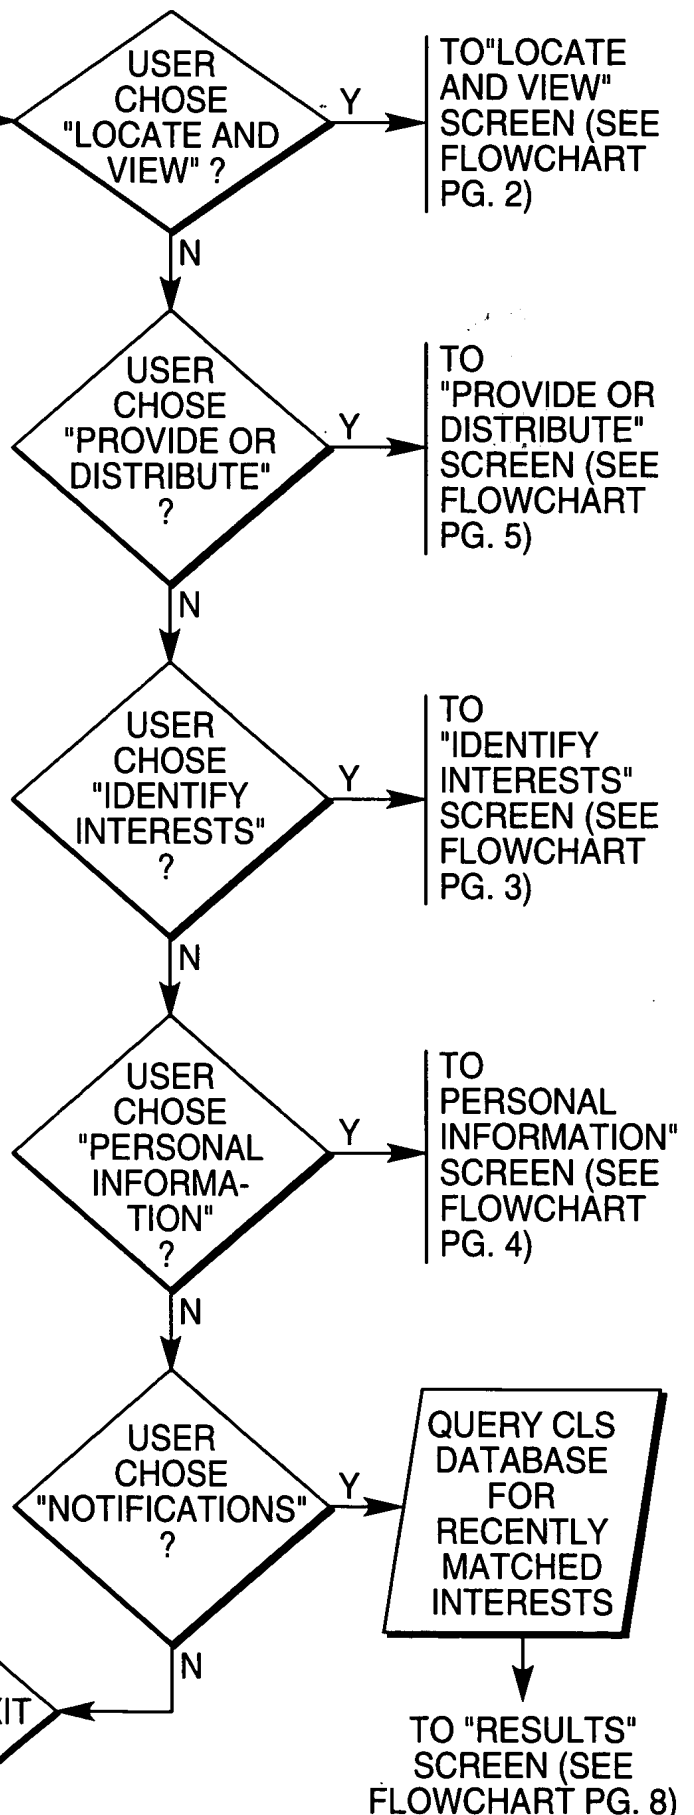 USER
CHOSE
"LOCATE AND
VIEW" ?
Y
TO"LOCATE
AND VIEW"
SCREEN (SEE
FLOWCHART
PG. 2)
N
USER
CHOSE
"PROVIDE OR
DISTRIBUTE"
?
Y
TO
"PROVIDE OR
DISTRIBUTE"
SCREEN (SEE
FLOWCHART
PG. 5)
N
USER
CHOSE
"IDENTIFY
INTERESTS"
?
Y
TO
"IDENTIFY
INTERESTS"
SCREEN (SEE
FLOWCHART
PG. 3)
N
USER
CHOSE
"PERSONAL
INFORMA-
TION"
?
Y
TO
PERSONAL
INFORMATION"
SCREEN (SEE
FLOWCHART
PG. 4)
N
USER
CHOSE
"NOTIFICATIONS"
?
Y
QUERY CLS
DATABASE
FOR
RECENTLY
MATCHED
INTERESTS
N
TO "RESULTS"
SCREEN (SEE
FLOWCHART PG. 8)